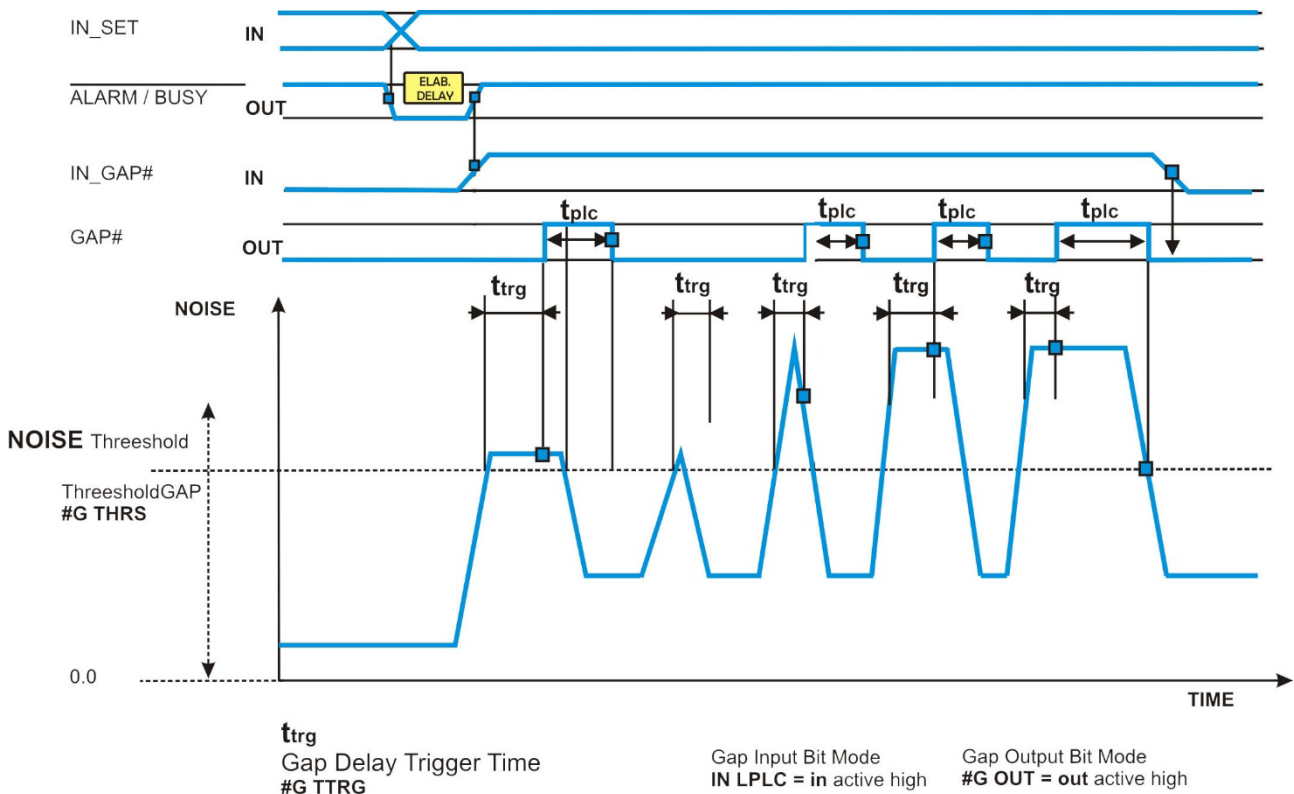 IN_SET IN
ALARM / BUSY OUT
ELAB.
DELAY
IN_GAP# IN
GAP# OUT
tplc tplc tplc tplc
ttrg ttrg ttrg ttrg ttrg
NOISE
NOISE Threeshold
ThreesholdGAP
#G THRS
0.0
TIME
ttrg
Gap Delay Trigger Time
#G TTRG
Gap Input Bit Mode
IN LPLC = in active high
Gap Output Bit Mode
#G OUT = out active high